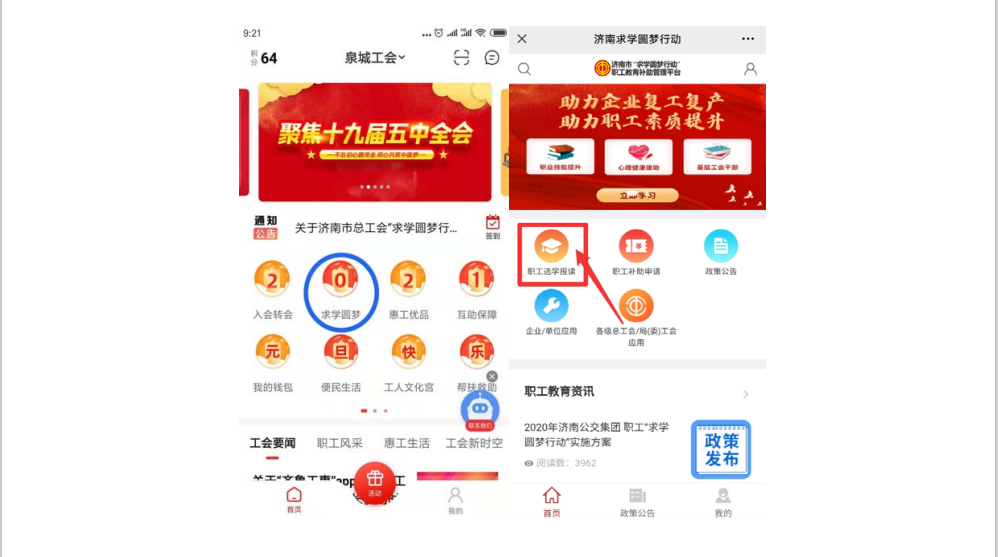 9:21
积分 64
泉城工会
聚焦十九届五中全会
不忘初心跟党走 同心共筑中国梦
通知
公告
关于济南市总工会"求学圆梦行...
签到
2 0 2 1
入会转会 求学圆梦 惠工优品 互助保障
元 旦 快 乐
我的钱包 便民生活 工人文化宫 帮扶救助
联系我们
工会要闻 职工风采 惠工生活 工会新时空
关于"齐鲁工惠"app 工
活动
首页
我的
济南求学圆梦行动
济南市"求学圆梦行动"
职工教育补助管理平台
助力企业复工复产
助力职工素质提升
职业技能提升 心理健康援助 基层工会干部
立即学习
职工选学报读 职工补助申请 政策公告
企业/单位应用 各级总工会/局(委)工会
应用
职工教育资讯
2020年济南公交集团 职工"求学
圆梦行动"实施方案
阅读数：3962
政策
发布
首页 政策公告 我的